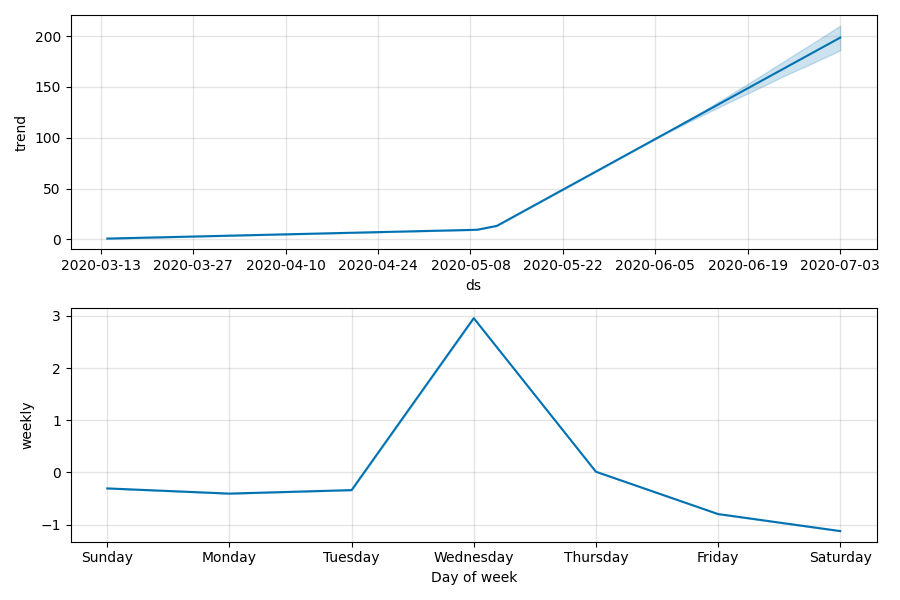 200
150
100
50
0
trend
2020-03-13 2020-03-27 2020-04-10 2020-04-24 2020-05-08 2020-05-22 2020-06-05 2020-06-19 2020-07-03
ds
3
2
1
0
−1
weekly
Sunday Monday Tuesday Wednesday Thursday Friday Saturday
Day of week